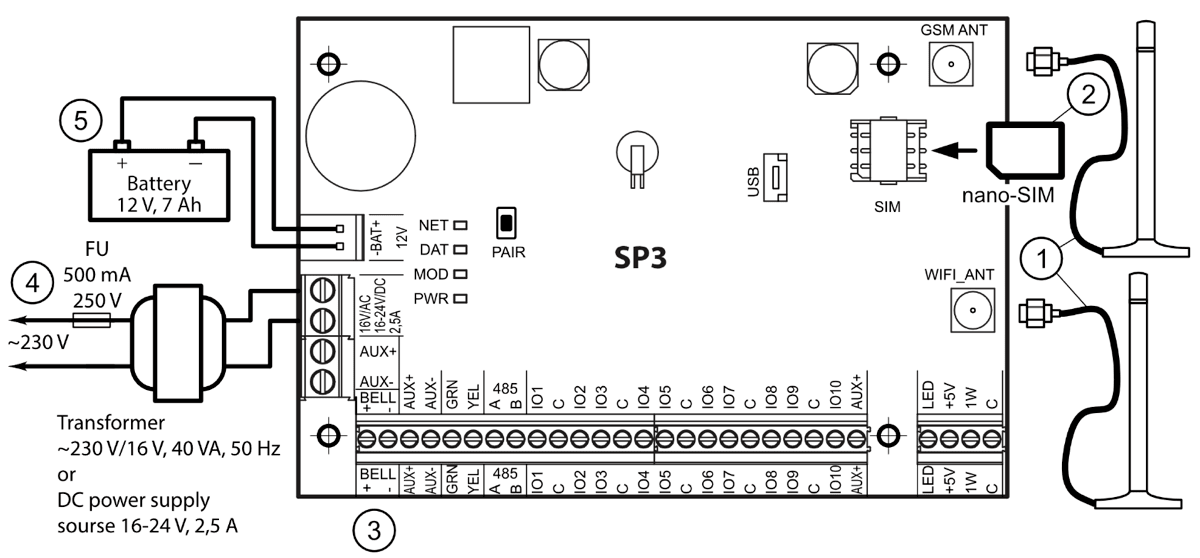 GSM ANT
2
5
+ –
Battery
12 V, 7 Ah
USB
SIM
nano-SIM
-BAT+
12V
NET
DAT
MOD
PWR
PAIR
SP3
1
FU
500 mA
250 V
4
~230 V
16V/AC
16-24V/DC
2,5A
WIFI_ANT
AUX+
AUX-
BELL
+ -
AUX+
AUX-
GRN
YEL
485
A
B
IO1
C
IO2
IO3
C
IO4
IO5
C
IO6
IO7
C
IO8
IO9
C
IO10
AUX+
LED
+5V
1W
C
Transformer
~230 V/16 V, 40 VA, 50 Hz
or
DC power supply
sourse 16-24 V, 2,5 A
BELL
+ -
AUX+
AUX-
GRN
YEL
485
A
B
IO1
C
IO2
IO3
C
IO4
IO5
C
IO6
IO7
C
IO8
IO9
C
IO10
AUX+
LED
+5V
1W
C
3